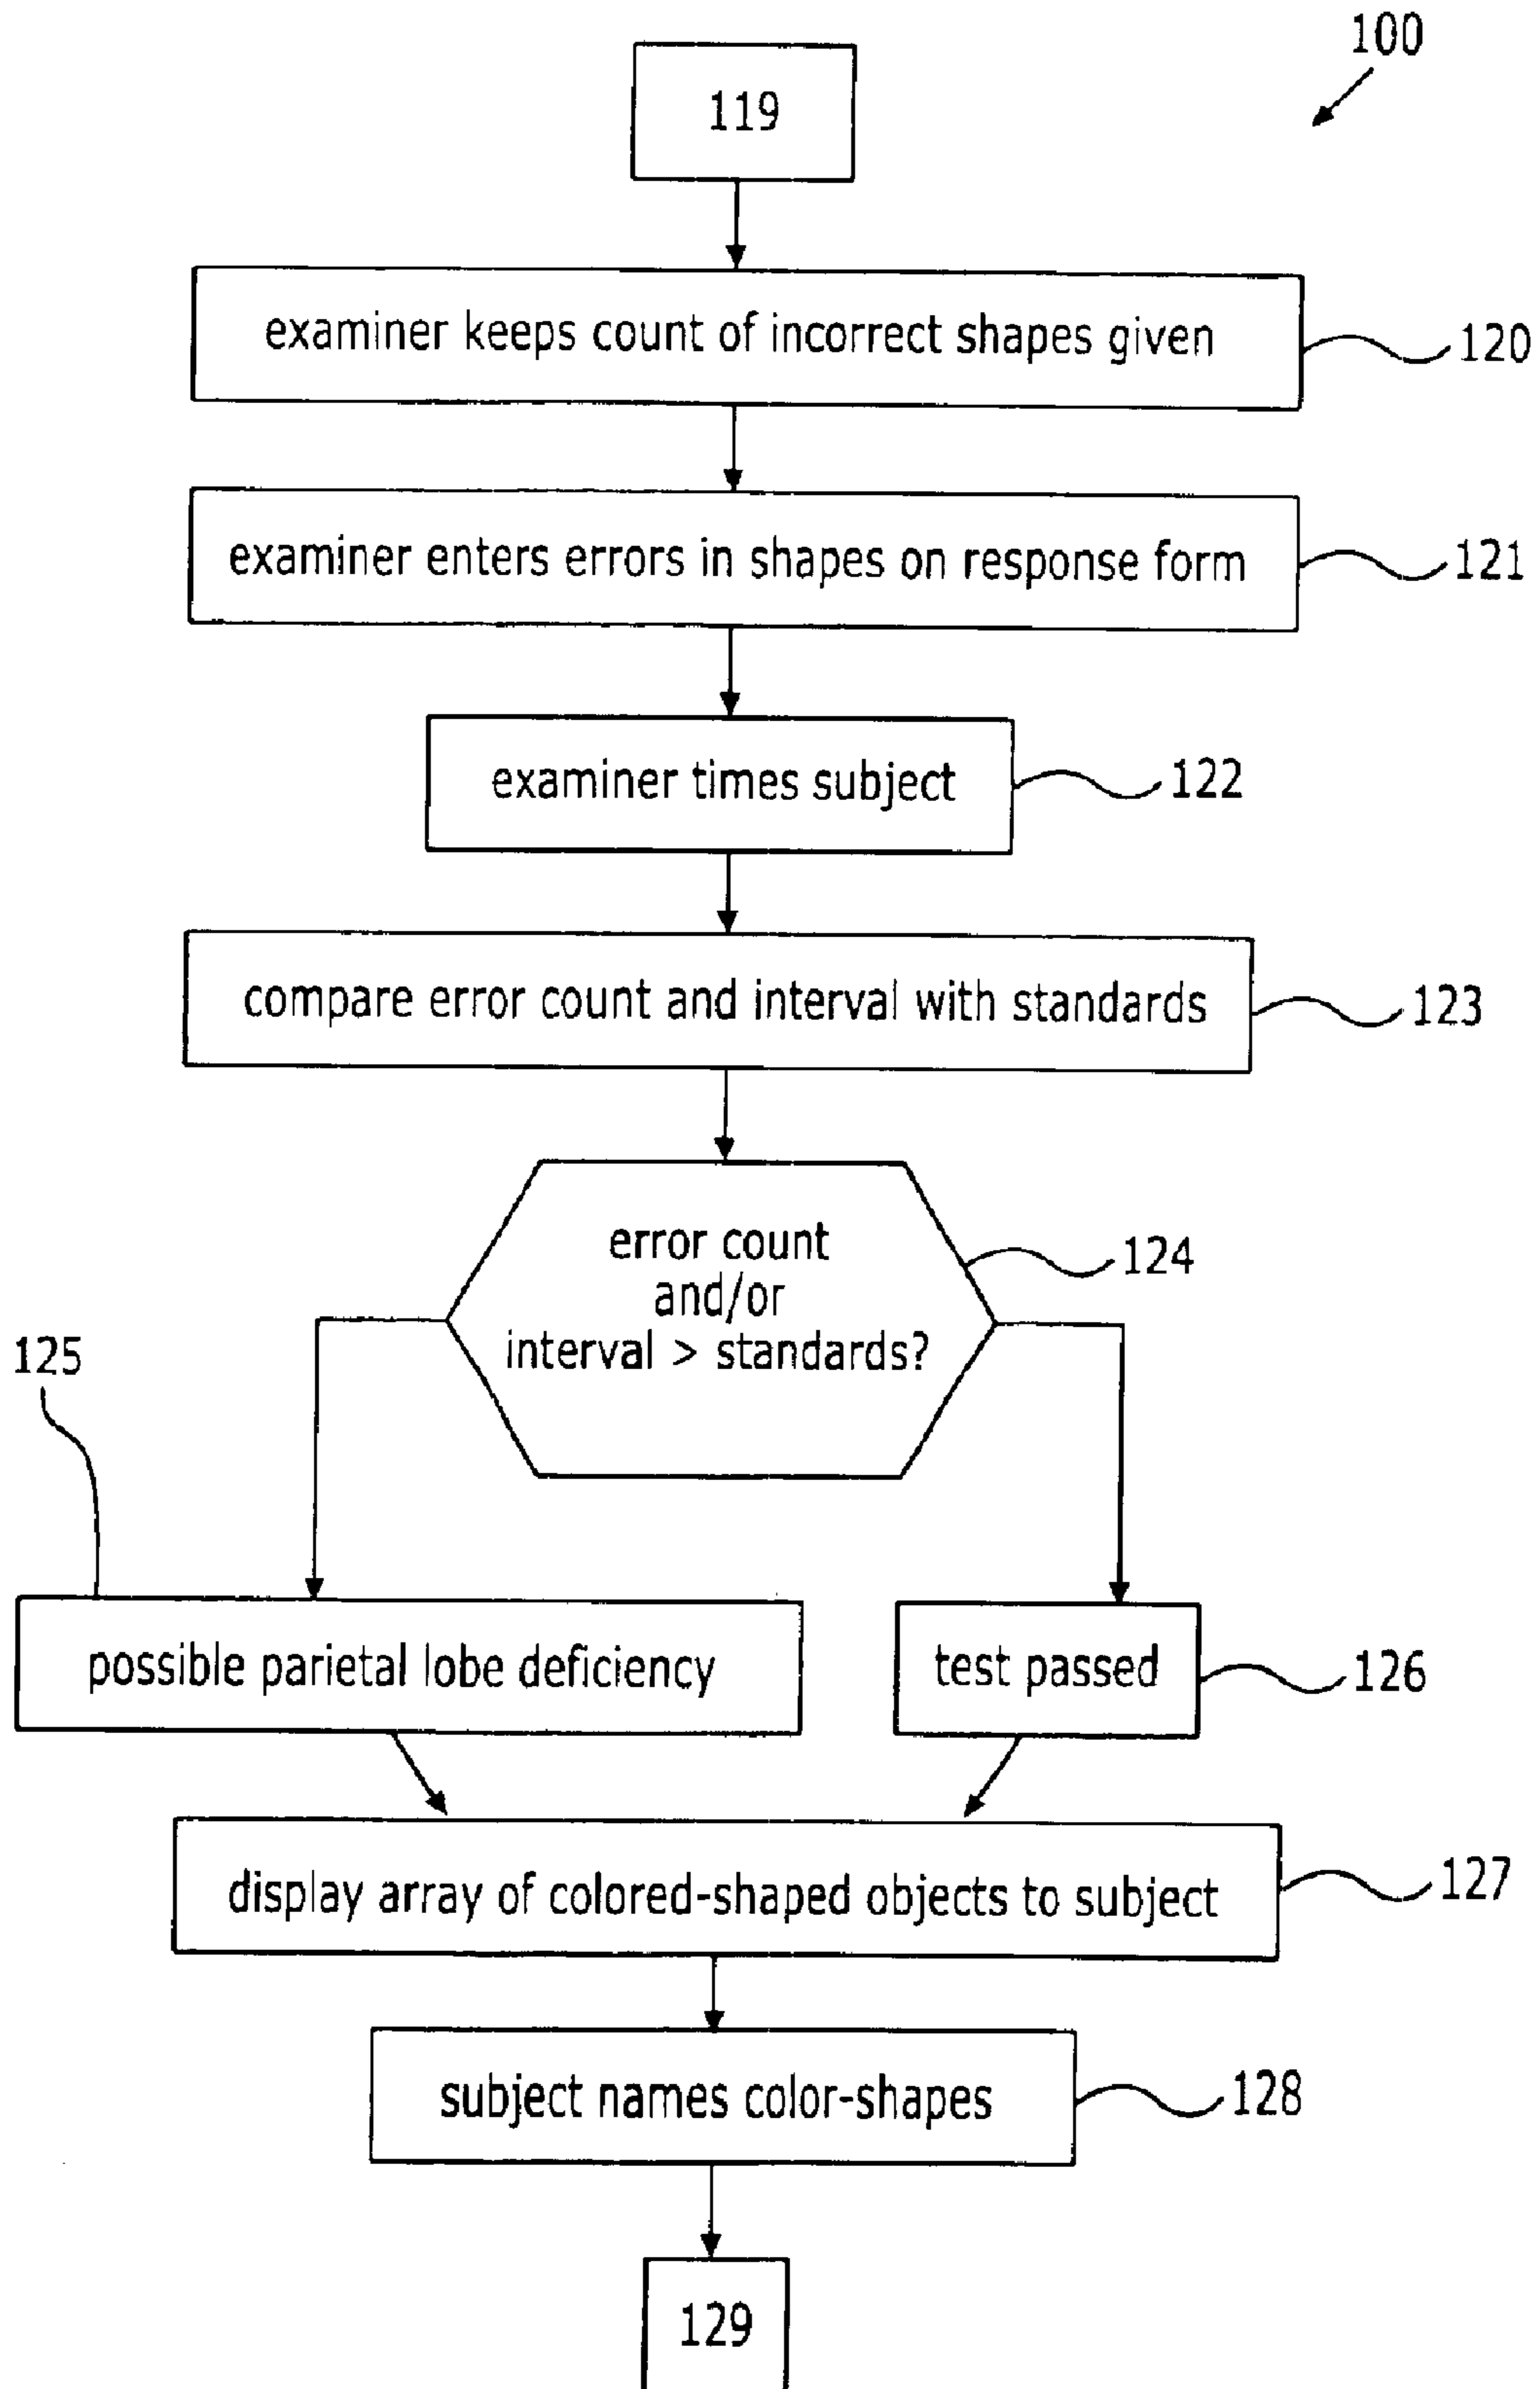 100
119
examiner keeps count of incorrect shapes given
120
examiner enters errors in shapes on response form
121
examiner times subject
122
compare error count and interval with standards
123
error count
and/or
interval > standards?
124
125
possible parietal lobe deficiency
test passed
126
display array of colored-shaped objects to subject
127
subject names color-shapes
128
129